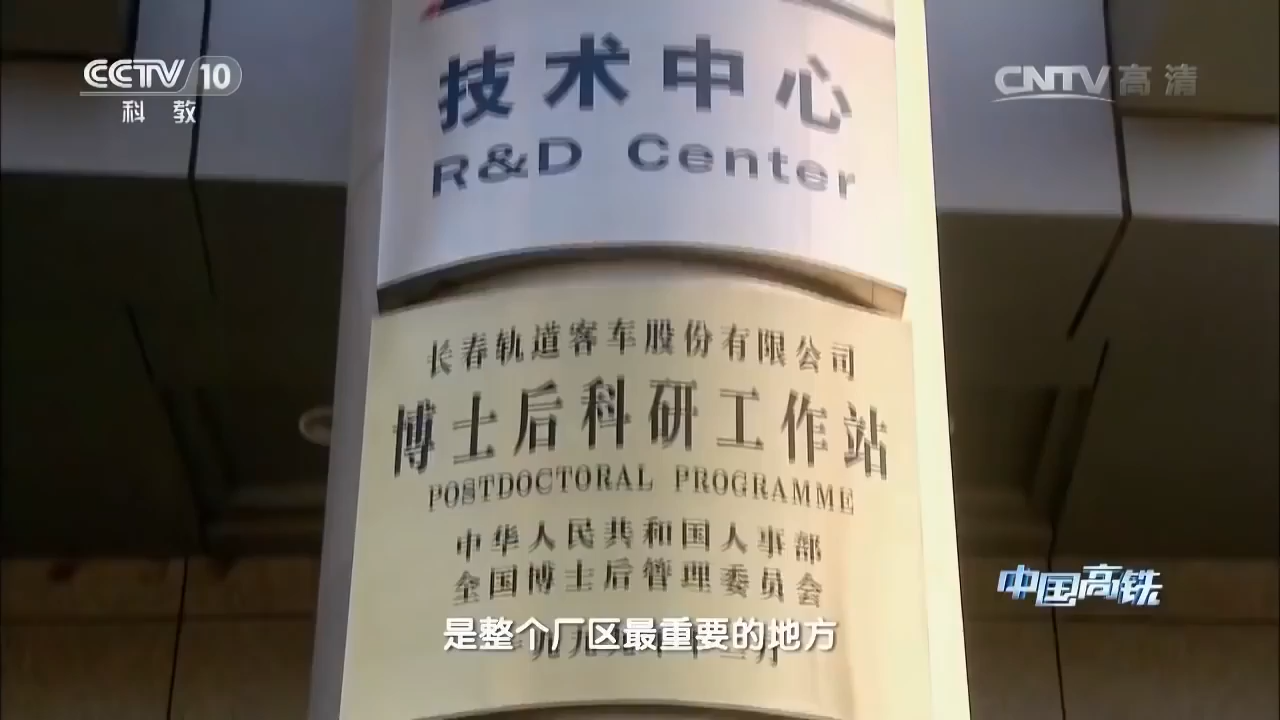 CCTV 10
科教
CNTV高清
技术中心
R&D Center
长春轨道客车股份有限公司
博士后科研工作站
POSTDOCTORAL PROGRAMME
中华人民共和国人事部
全国博士后管理委员会
中国高铁
是整个厂区最重要的地方